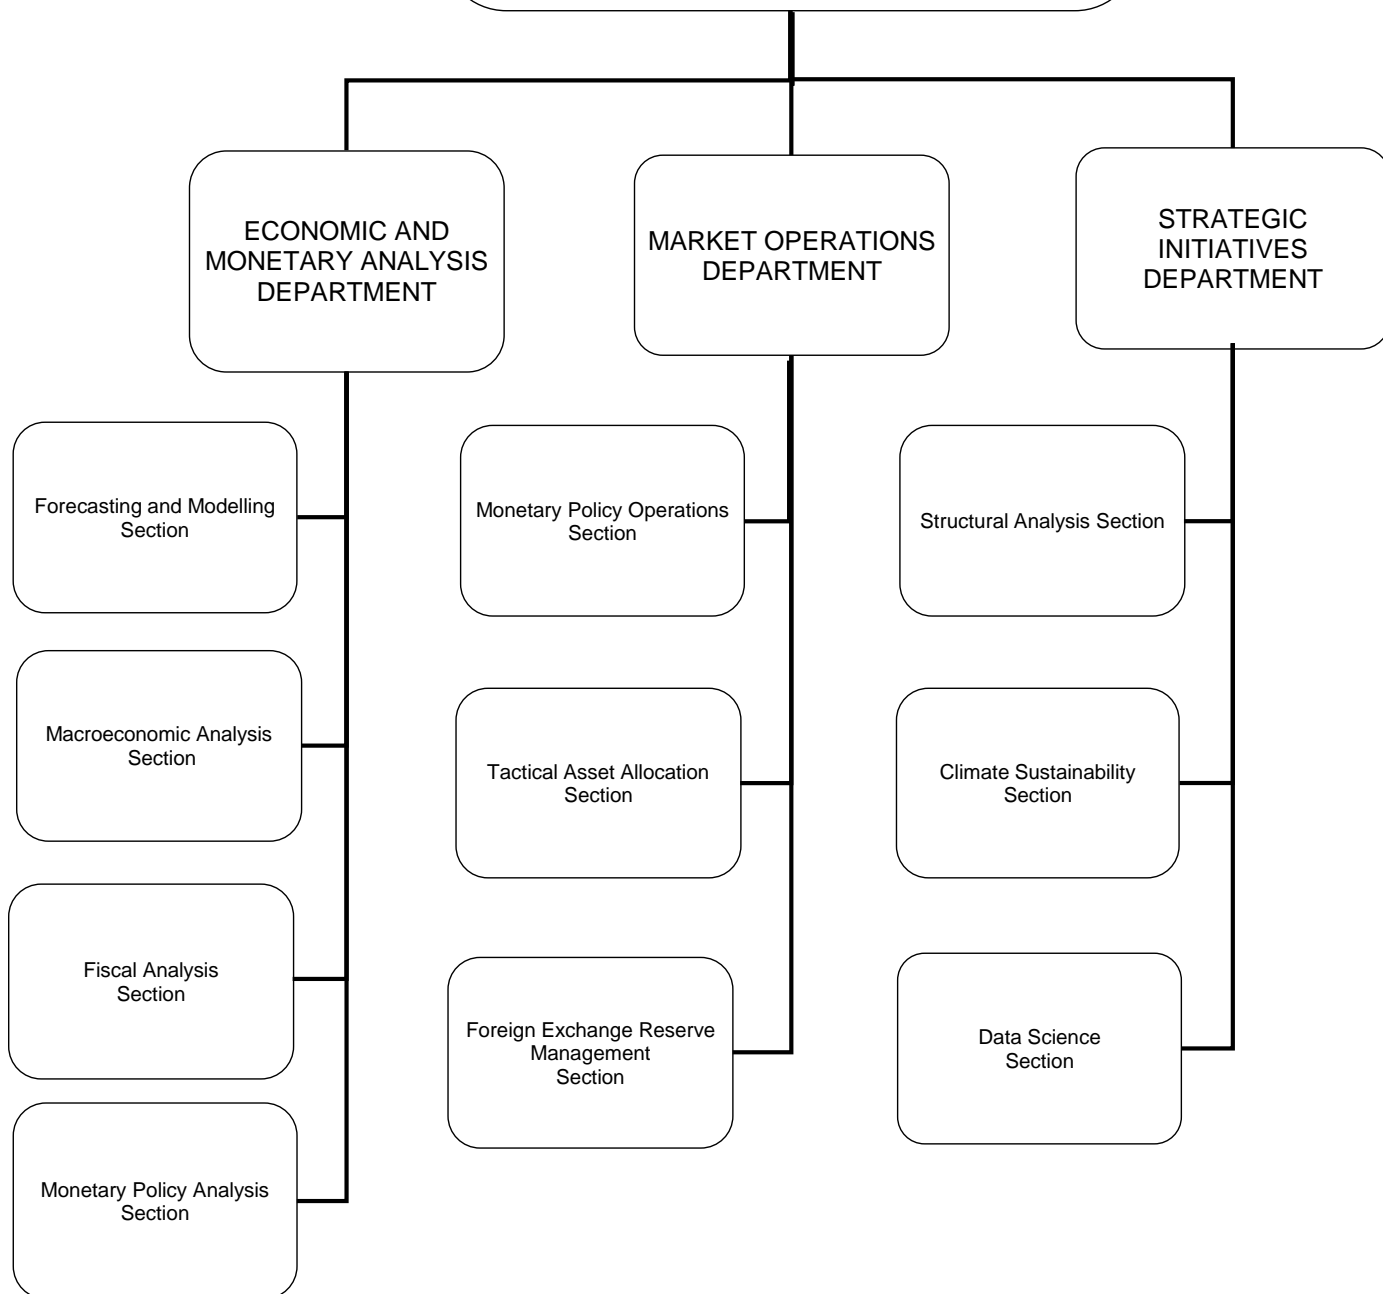 ECONOMIC AND
MONETARY ANALYSIS
DEPARTMENT
MARKET OPERATIONS
DEPARTMENT
STRATEGIC
INITIATIVES
DEPARTMENT
Forecasting and Modelling
Section
Monetary Policy Operations
Section
Structural Analysis Section
Macroeconomic Analysis
Section
Tactical Asset Allocation
Section
Climate Sustainability
Section
Fiscal Analysis
Section
Foreign Exchange Reserve
Management
Section
Data Science
Section
Monetary Policy Analysis
Section